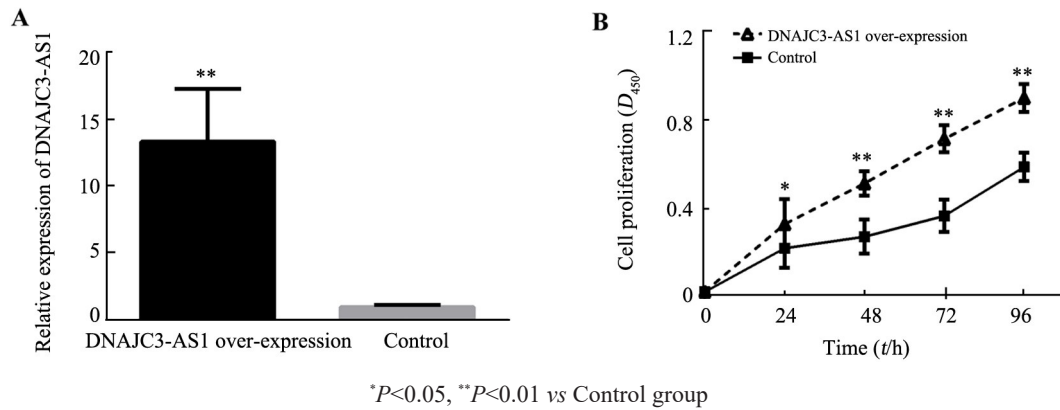 A
Relative expression of DNAJC3-AS1
20
15
10
5
0
**
DNAJC3-AS1 over-expression
Control
B
Cell proliferation (D450)
1.2
0.8
0.4
0
DNAJC3-AS1 over-expression
Control
*
**
**
**
0
24
48
72
96
Time (t/h)
*P<0.05, **P<0.01 vs Control group